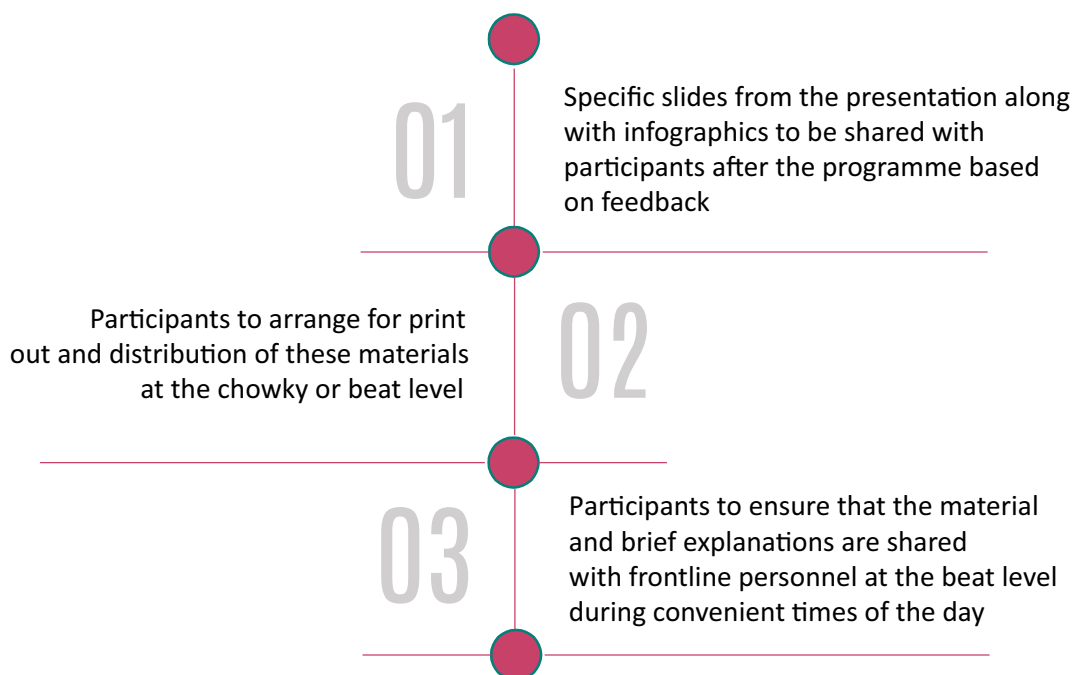 01
Specific slides from the presentation along
with infographics to be shared with
participants after the programme based
on feedback
02
Participants to arrange for print
out and distribution of these materials
at the chowky or beat level
03
Participants to ensure that the material
and brief explanations are shared
with frontline personnel at the beat level
during convenient times of the day